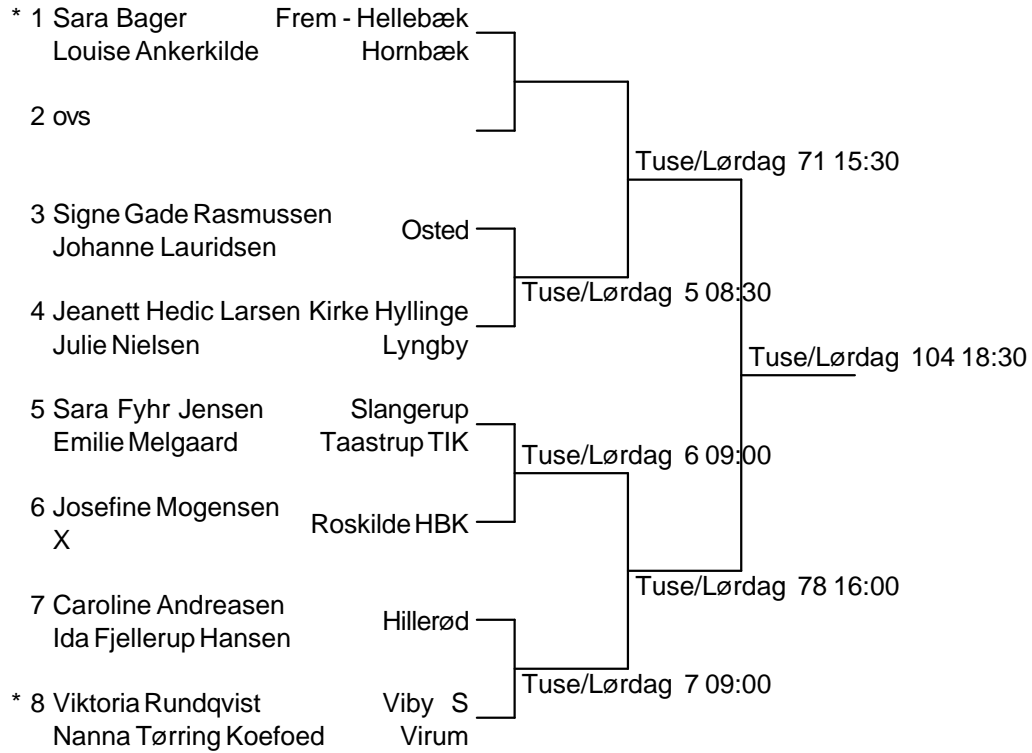 * 1 Sara Bager Frem - Hellebæk
Louise Ankerkilde Hornbæk
2 ovs
Tuse/Lørdag 71 15:30
3 Signe Gade Rasmussen Osted
Johanne Lauridsen
Tuse/Lørdag 5 08:30
4 Jeanett Hedic Larsen Kirke Hyllinge
Julie Nielsen Lyngby
Tuse/Lørdag 104 18:30
5 Sara Fyhr Jensen Slangerup
Emilie Melgaard Taastrup TIK
Tuse/Lørdag 6 09:00
6 Josefine Mogensen Roskilde HBK
X
Tuse/Lørdag 78 16:00
7 Caroline Andreasen Hillerød
Ida Fjellerup Hansen
Tuse/Lørdag 7 09:00
* 8 Viktoria Rundqvist Viby S
Nanna Tørring Koefoed Virum